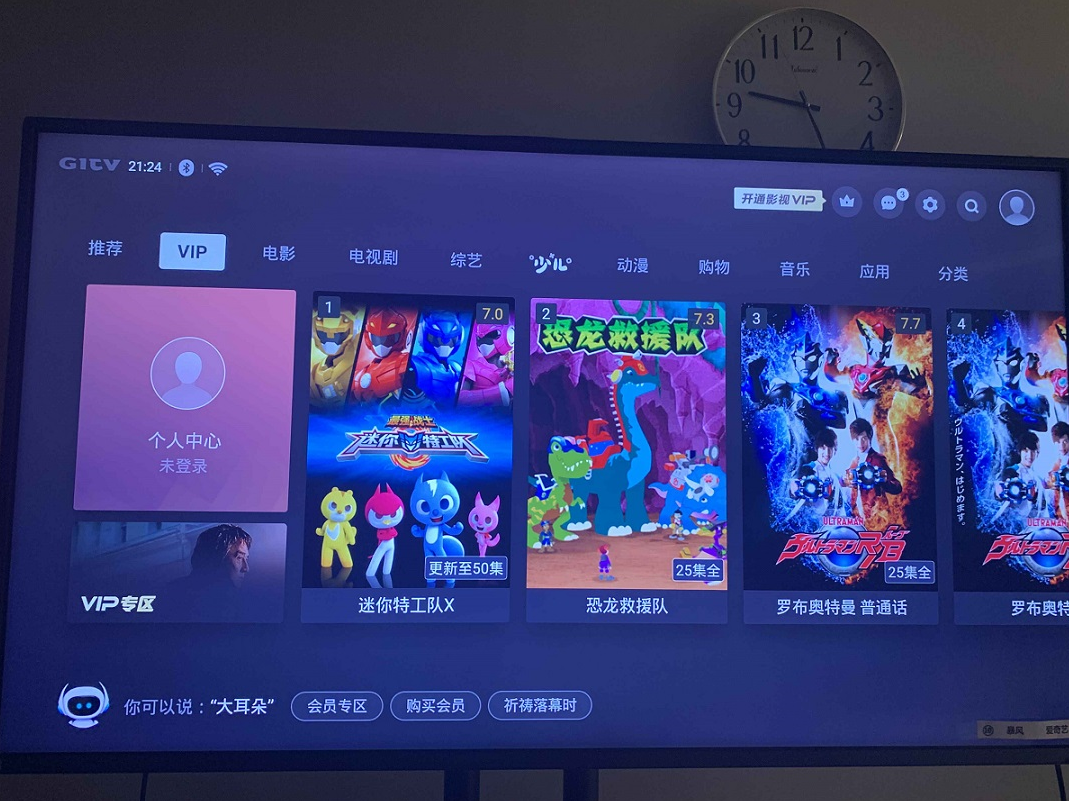 12
11
1
10
2
9
3
8
4
GITV 21:24
开通影视VIP
3
推荐
VIP
电影
电视剧
综艺
少儿
动漫
购物
音乐
应用
分类
个人中心
未登录
VIP专区
1
7.0
最强战士
迷你特工队
更新至50集
迷你特工队X
2
7.3
恐龙救援队
25集全
恐龙救援队
3
7.7
ULTRAMAN
ウルトラマンR/B
25集全
罗布奥特曼 普通话
4
ウルトラマン、はじめます。
ULTRAMAN
ウルトラマン
罗布奥特
你可以说：“大耳朵”
会员专区
购买会员
祈祷落幕时
暴风
爱奇艺